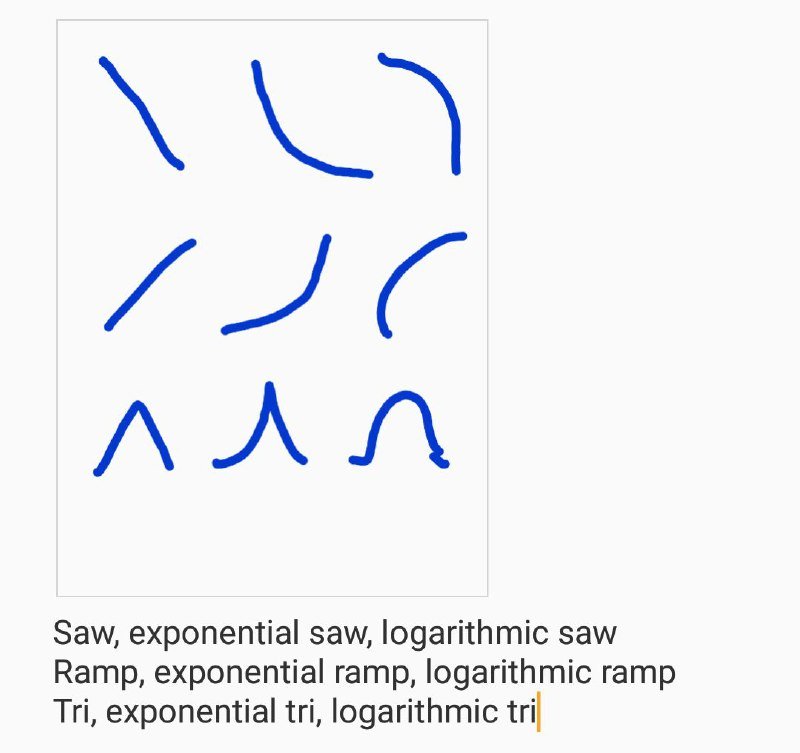 Saw, exponential saw, logarithmic saw
Ramp, exponential ramp, logarithmic ramp
Tri, exponential tri, logarithmic tri